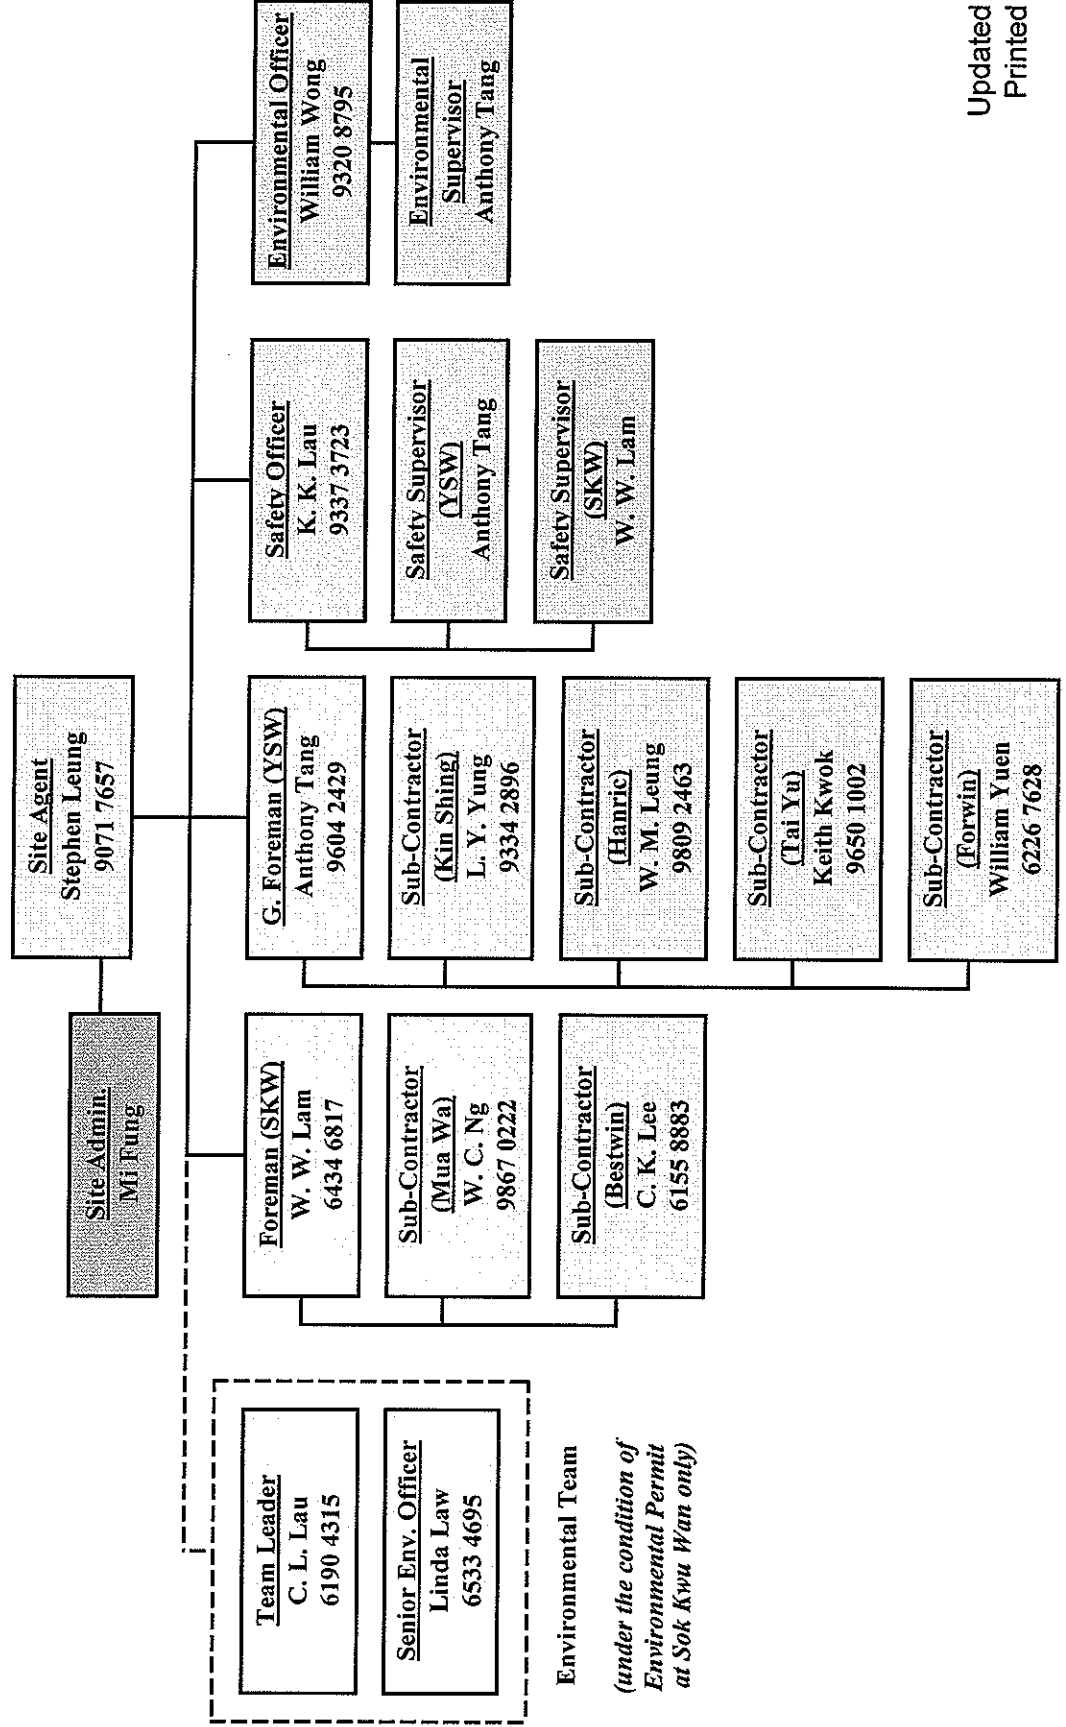 Site Agent
Stephen Leung
9071 7657
Site Admin.
Mi Fung
Team Leader
C. L. Lau
6190 4315
Senior Env. Officer
Linda Law
6533 4695
Environmental Team
(under the condition of
Environmental Permit
at Sok Kwu Wan only)
Foreman (SKW)
W. W. Lam
6434 6817
Sub-Contractor
(Mua Wa)
W. C. Ng
9867 0222
Sub-Contractor
(Bestwin)
C. K. Lee
6155 8883
G. Foreman (YSW)
Anthony Tang
9604 2429
Sub-Contractor
(Kin Shing)
L. Y. Yung
9334 2896
Sub-Contractor
(Hanric)
W. M. Leung
9809 2463
Sub-Contractor
(Tai Yu)
Keith Kwok
9650 1002
Sub-Contractor
(Forwin)
William Yuen
6226 7628
Safety Officer
K. K. Lau
9337 3723
Safety Supervisor
(YSW)
Anthony Tang
Safety Supervisor
(SKW)
W. W. Lam
Environmental Officer
William Wong
9320 8795
Environmental
Supervisor
Anthony Tang
Updated
Printed